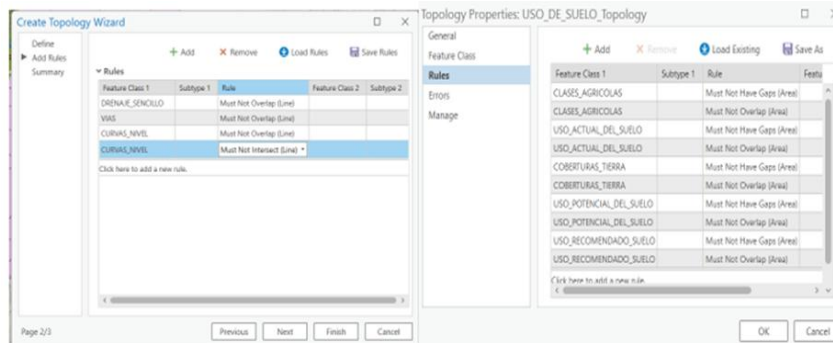 Create Topology Wizard
Define
Add Rules
Summary
Add Remove Load Rules Save Rules
Rules
Feature Class 1 Subtype 1 Rule Feature Class 2 Subtype 2
DRENAJE_SENCILLO Must Not Overlap (Line)
VIAS Must Not Overlap (Line)
CURVAS_NIVEL Must Not Overlap (Line)
CURVAS_NIVEL Must Not Intersect (Line)
Click here to add a new rule.
Page 2/3 Previous Next Finish Cancel
Topology Properties: USO_DE_SUELO_Topology
General
Feature Class
Rules
Errors
Manage
Add Remove Load Existing Save As
Feature Class 1 Subtype 1 Rule Featu
CLASES_AGRICOLAS Must Not Have Gaps (Area)
CLASES_AGRICOLAS Must Not Overlap (Area)
USO_ACTUAL_DEL_SUELO Must Not Have Gaps (Area)
USO_ACTUAL_DEL_SUELO Must Not Overlap (Area)
COBERTURAS_TIERRA Must Not Have Gaps (Area)
COBERTURAS_TIERRA Must Not Overlap (Area)
USO_POTENCIAL_DEL_SUELO Must Not Have Gaps (Area)
USO_POTENCIAL_DEL_SUELO Must Not Overlap (Area)
USO_RECOMENDADO_SUELO Must Not Have Gaps (Area)
USO_RECOMENDADO_SUELO Must Not Overlap (Area)
Click here to add a new rule.
OK Cancel